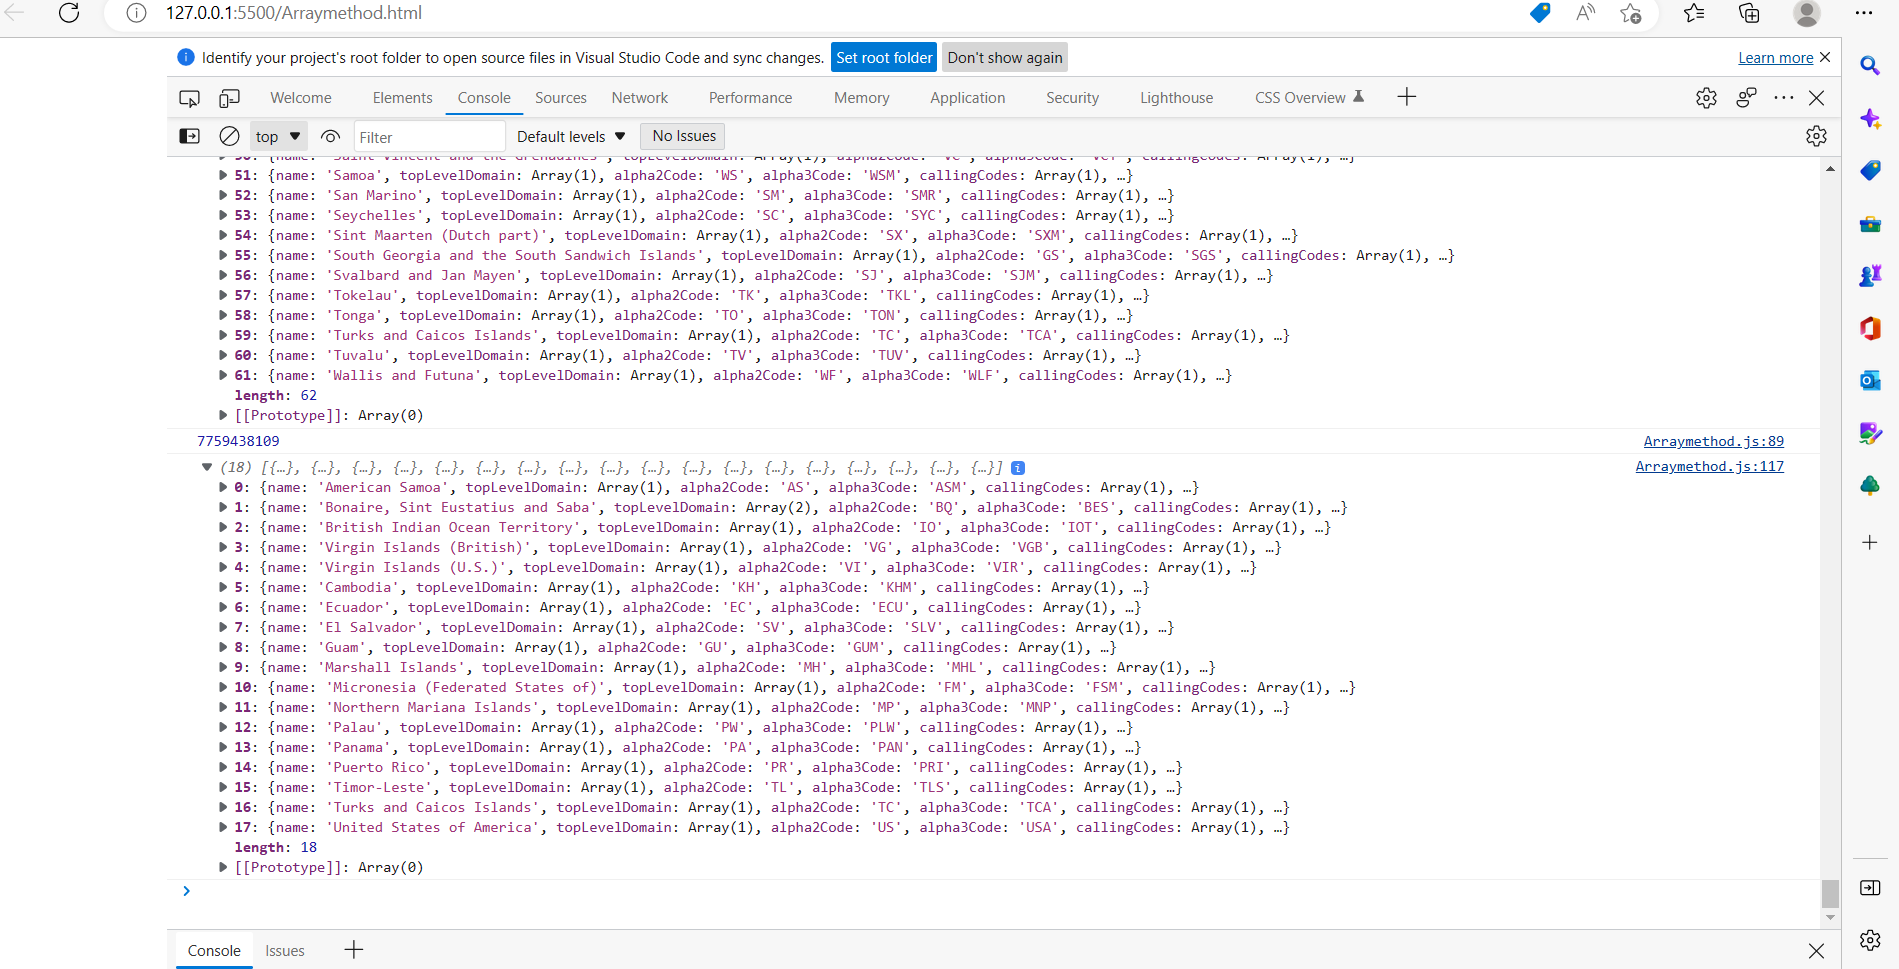 127.0.0.1:5500/Arraymethod.html
Identify your project's root folder to open source files in Visual Studio Code and sync changes. Set root folder Don't show again Learn more
Welcome Elements Console Sources Network Performance Memory Application Security Lighthouse CSS Overview
top Filter Default levels No Issues
50: {name: 'Saint Vincent and the Grenadines', topLevelDomain: Array(1), alpha2Code: 'VC', alpha3Code: 'VCT', callingCodes: Array(1), …}
51: {name: 'Samoa', topLevelDomain: Array(1), alpha2Code: 'WS', alpha3Code: 'WSM', callingCodes: Array(1), …}
52: {name: 'San Marino', topLevelDomain: Array(1), alpha2Code: 'SM', alpha3Code: 'SMR', callingCodes: Array(1), …}
53: {name: 'Seychelles', topLevelDomain: Array(1), alpha2Code: 'SC', alpha3Code: 'SYC', callingCodes: Array(1), …}
54: {name: 'Sint Maarten (Dutch part)', topLevelDomain: Array(1), alpha2Code: 'SX', alpha3Code: 'SXM', callingCodes: Array(1), …}
55: {name: 'South Georgia and the South Sandwich Islands', topLevelDomain: Array(1), alpha2Code: 'GS', alpha3Code: 'SGS', callingCodes: Array(1), …}
56: {name: 'Svalbard and Jan Mayen', topLevelDomain: Array(1), alpha2Code: 'SJ', alpha3Code: 'SJM', callingCodes: Array(1), …}
57: {name: 'Tokelau', topLevelDomain: Array(1), alpha2Code: 'TK', alpha3Code: 'TKL', callingCodes: Array(1), …}
58: {name: 'Tonga', topLevelDomain: Array(1), alpha2Code: 'TO', alpha3Code: 'TON', callingCodes: Array(1), …}
59: {name: 'Turks and Caicos Islands', topLevelDomain: Array(1), alpha2Code: 'TC', alpha3Code: 'TCA', callingCodes: Array(1), …}
60: {name: 'Tuvalu', topLevelDomain: Array(1), alpha2Code: 'TV', alpha3Code: 'TUV', callingCodes: Array(1), …}
61: {name: 'Wallis and Futuna', topLevelDomain: Array(1), alpha2Code: 'WF', alpha3Code: 'WLF', callingCodes: Array(1), …}
length: 62
[[Prototype]]: Array(0)
7759438109 Arraymethod.js:89
(18) [{…}, {…}, {…}, {…}, {…}, {…}, {…}, {…}, {…}, {…}, {…}, {…}, {…}, {…}, {…}, {…}, {…}, {…}] i Arraymethod.js:117
0: {name: 'American Samoa', topLevelDomain: Array(1), alpha2Code: 'AS', alpha3Code: 'ASM', callingCodes: Array(1), …}
1: {name: 'Bonaire, Sint Eustatius and Saba', topLevelDomain: Array(2), alpha2Code: 'BQ', alpha3Code: 'BES', callingCodes: Array(1), …}
2: {name: 'British Indian Ocean Territory', topLevelDomain: Array(1), alpha2Code: 'IO', alpha3Code: 'IOT', callingCodes: Array(1), …}
3: {name: 'Virgin Islands (British)', topLevelDomain: Array(1), alpha2Code: 'VG', alpha3Code: 'VGB', callingCodes: Array(1), …}
4: {name: 'Virgin Islands (U.S.)', topLevelDomain: Array(1), alpha2Code: 'VI', alpha3Code: 'VIR', callingCodes: Array(1), …}
5: {name: 'Cambodia', topLevelDomain: Array(1), alpha2Code: 'KH', alpha3Code: 'KHM', callingCodes: Array(1), …}
6: {name: 'Ecuador', topLevelDomain: Array(1), alpha2Code: 'EC', alpha3Code: 'ECU', callingCodes: Array(1), …}
7: {name: 'El Salvador', topLevelDomain: Array(1), alpha2Code: 'SV', alpha3Code: 'SLV', callingCodes: Array(1), …}
8: {name: 'Guam', topLevelDomain: Array(1), alpha2Code: 'GU', alpha3Code: 'GUM', callingCodes: Array(1), …}
9: {name: 'Marshall Islands', topLevelDomain: Array(1), alpha2Code: 'MH', alpha3Code: 'MHL', callingCodes: Array(1), …}
10: {name: 'Micronesia (Federated States of)', topLevelDomain: Array(1), alpha2Code: 'FM', alpha3Code: 'FSM', callingCodes: Array(1), …}
11: {name: 'Northern Mariana Islands', topLevelDomain: Array(1), alpha2Code: 'MP', alpha3Code: 'MNP', callingCodes: Array(1), …}
12: {name: 'Palau', topLevelDomain: Array(1), alpha2Code: 'PW', alpha3Code: 'PLW', callingCodes: Array(1), …}
13: {name: 'Panama', topLevelDomain: Array(1), alpha2Code: 'PA', alpha3Code: 'PAN', callingCodes: Array(1), …}
14: {name: 'Puerto Rico', topLevelDomain: Array(1), alpha2Code: 'PR', alpha3Code: 'PRI', callingCodes: Array(1), …}
15: {name: 'Timor-Leste', topLevelDomain: Array(1), alpha2Code: 'TL', alpha3Code: 'TLS', callingCodes: Array(1), …}
16: {name: 'Turks and Caicos Islands', topLevelDomain: Array(1), alpha2Code: 'TC', alpha3Code: 'TCA', callingCodes: Array(1), …}
17: {name: 'United States of America', topLevelDomain: Array(1), alpha2Code: 'US', alpha3Code: 'USA', callingCodes: Array(1), …}
length: 18
[[Prototype]]: Array(0)
Console Issues